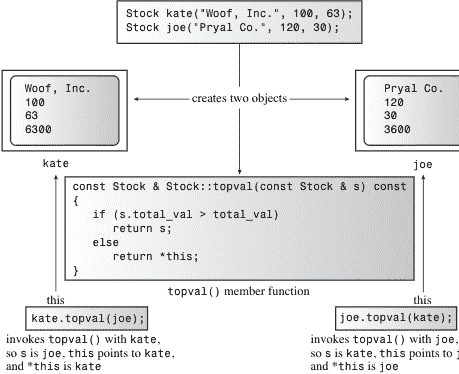 Stock kate("Woof, Inc.", 100, 63);
Stock joe("Pryal Co.", 120, 30);
Woof, Inc.
100
63
6300
kate
creates two objects
Pryal Co.
120
30
3600
joe
const Stock & Stock::topval(const Stock & s) const
{
if (s.total_val > total_val)
return s;
else
return *this;
}
topval() member function
this
kate.topval(joe);
invokes topval() with kate,
so s is joe, this points to kate,
and *this is kate
this
joe.topval(kate);
invokes topval() with joe,
so s is kate, this points to
and *this is joe